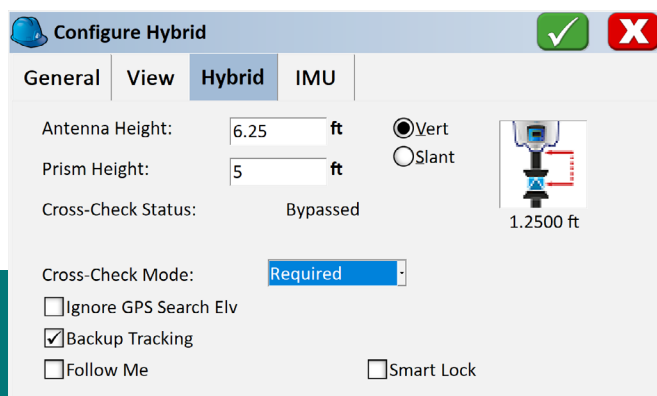 Configure Hybrid
General View Hybrid IMU
Antenna Height: 6.25 ft Vert
Prism Height: 5 ft Slant
Cross-Check Status: Bypassed
1.2500 ft
Cross-Check Mode: Required
Ignore GPS Search Elv
Backup Tracking
Follow Me Smart Lock